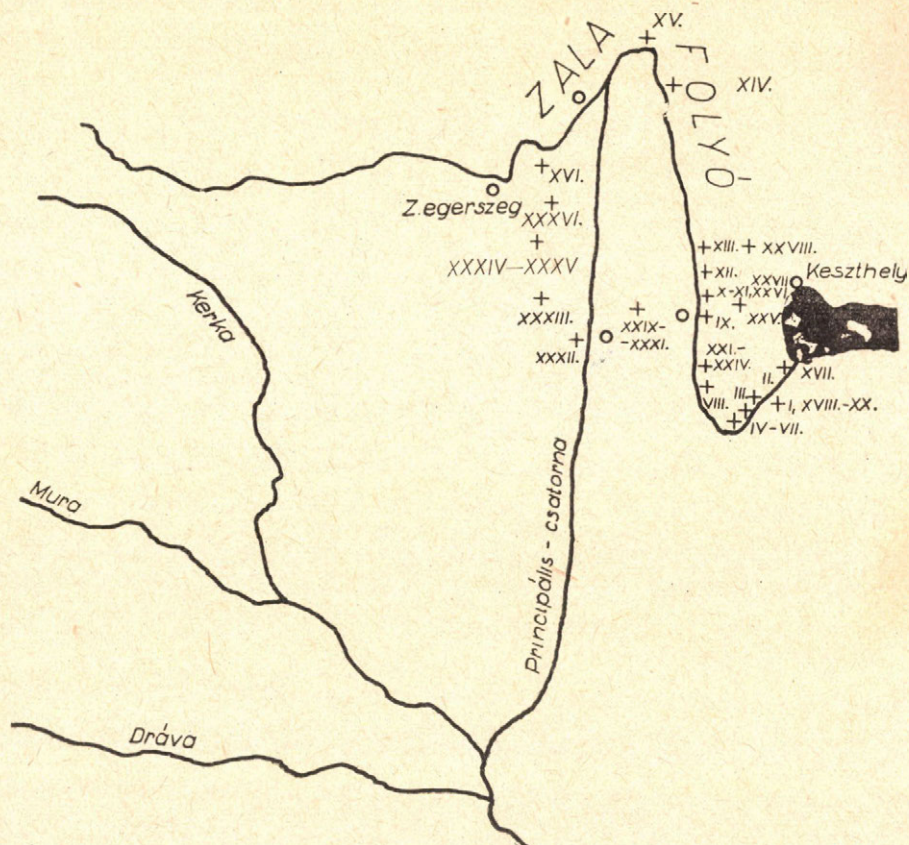 XV.
ZALA
FOLYÓ
XIV.
XVI.
Z.egerszeg
XXXVI.
XXXIV—XXXV
XIII.
XXVIII.
XII.
XXVII
Keszthely
X-XI,XXVI,
XXV.
IX.
XXXIII.
XXIX-
-XXXI.
XXXII.
XXI.-
XXIV.
II.
XVII.
VIII.
III.
I, XVIII.-XX.
IV-VII.
Kerka
Mura
Principális - csatorna
Dráva